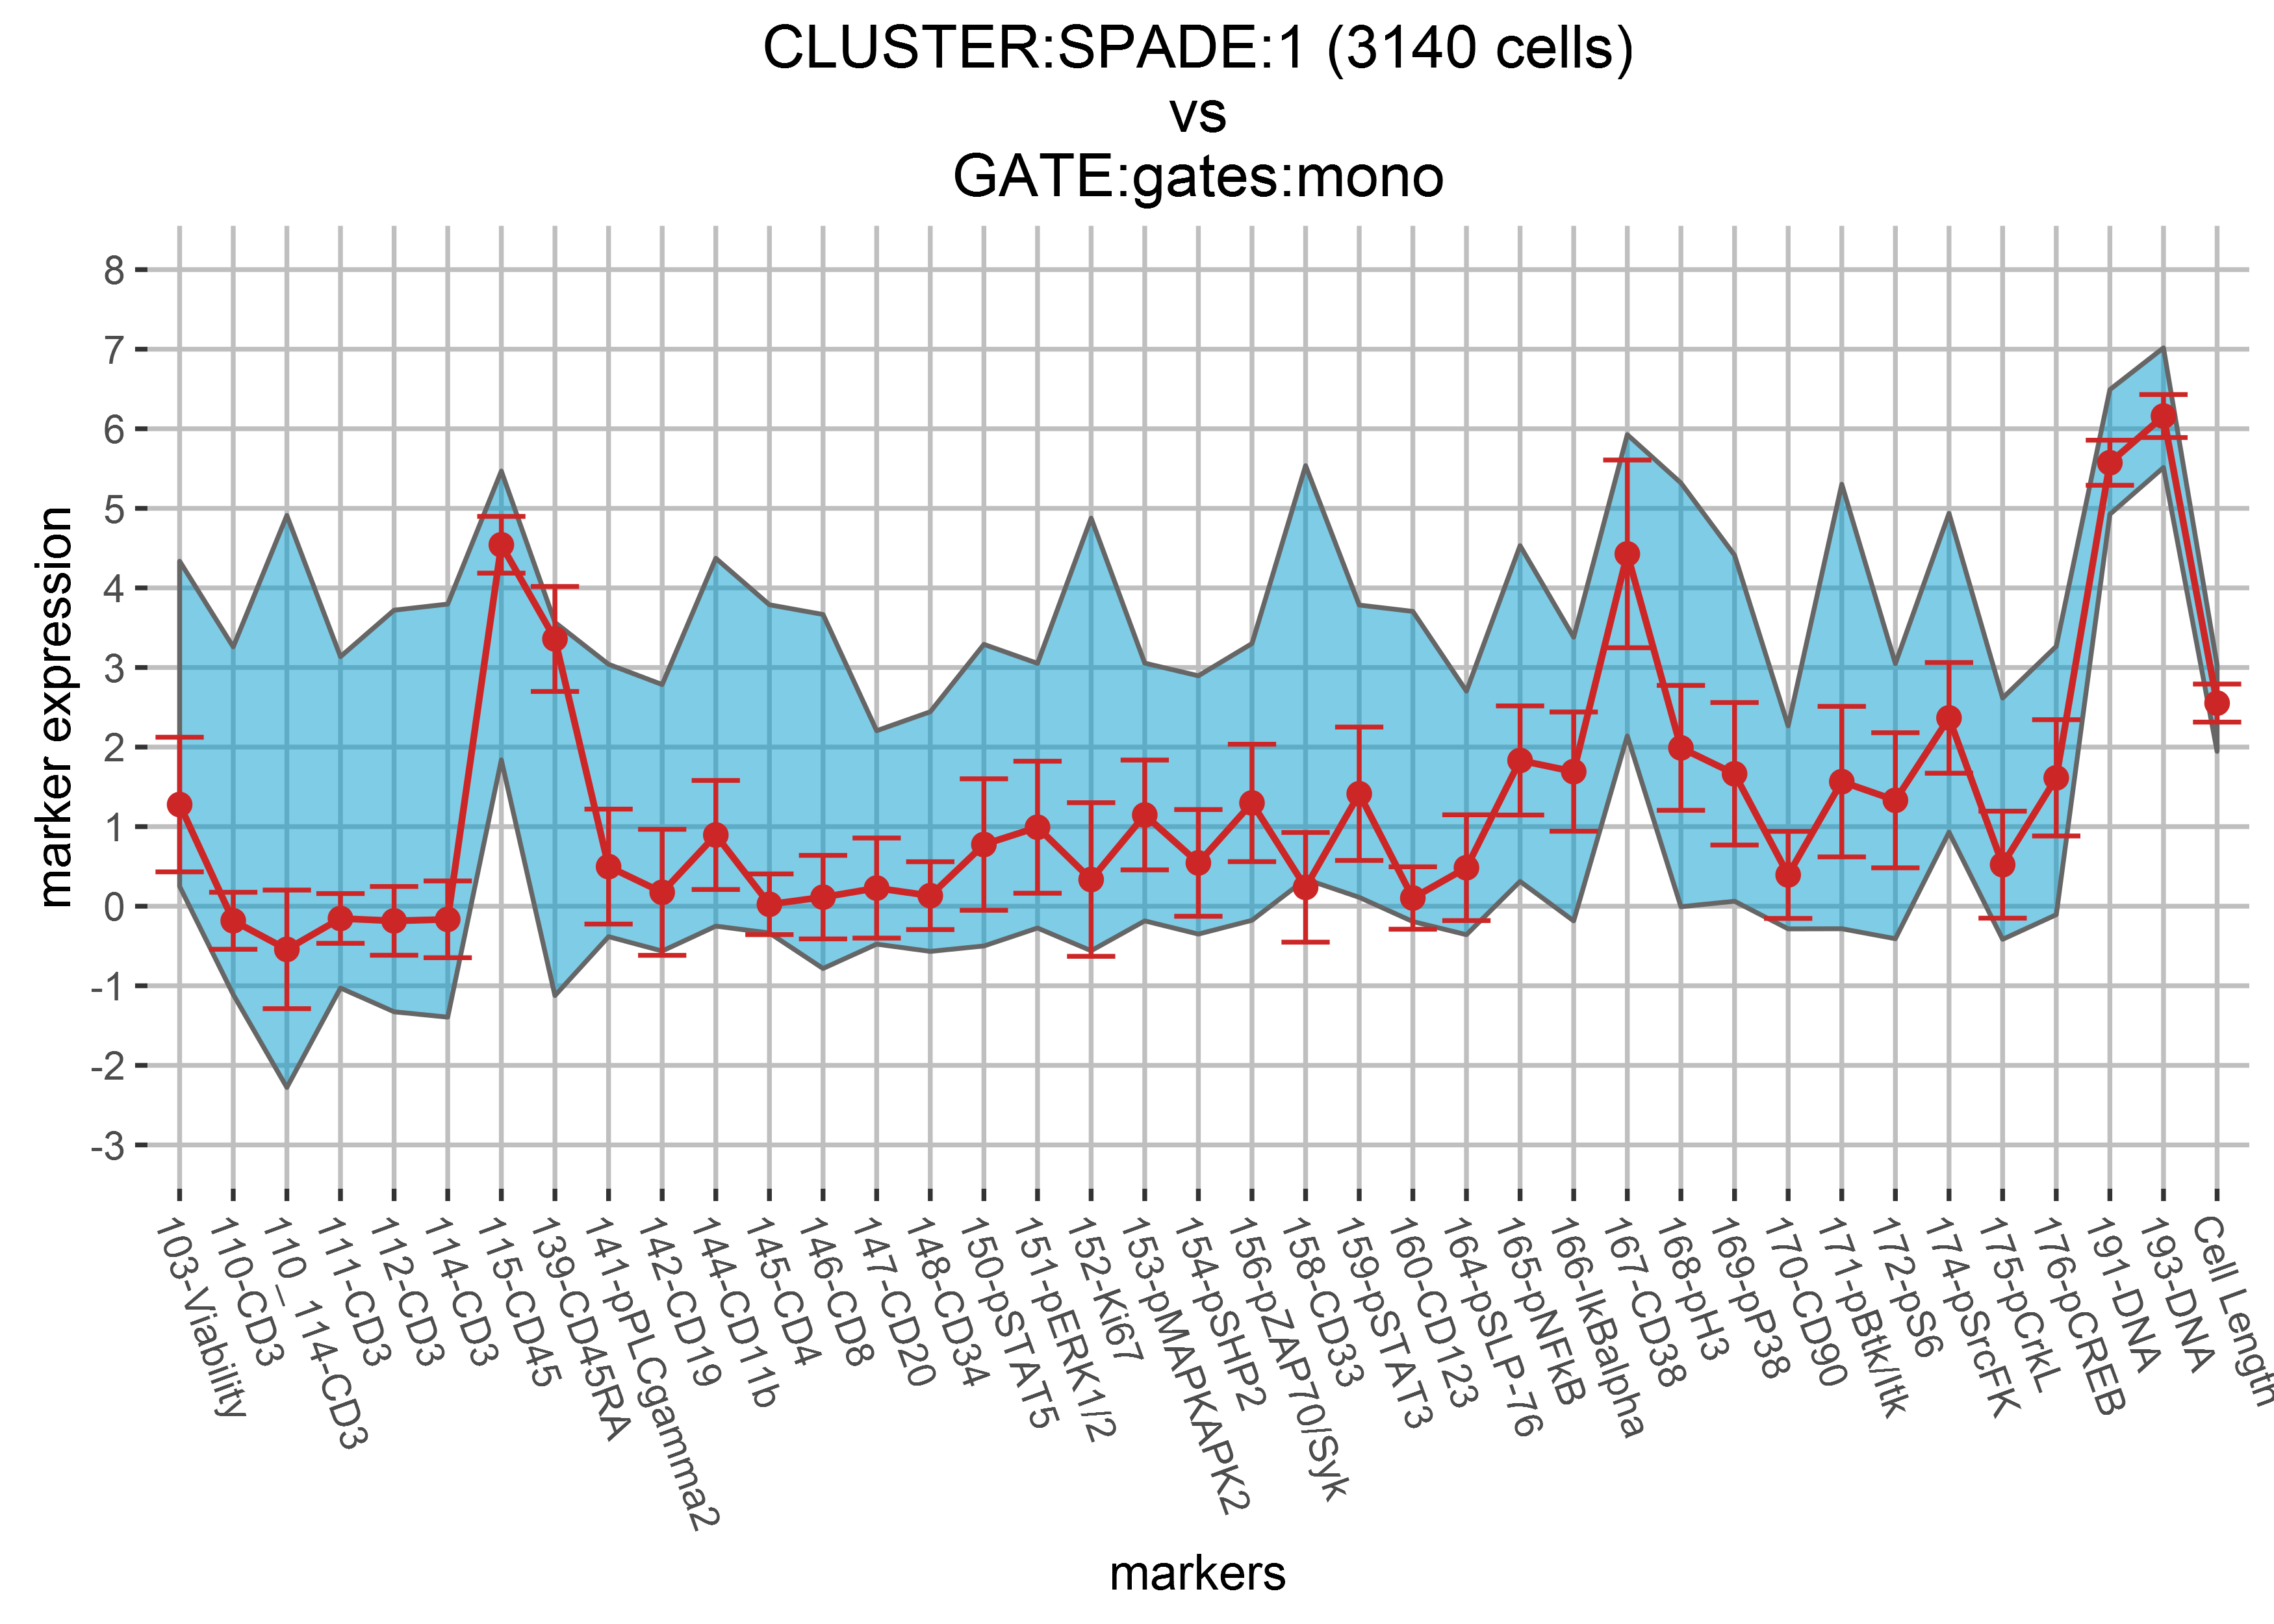 CLUSTER:SPADE:1 (3140 cells)
vs
GATE:gates:mono
marker expression
8
7
6
5
4
3
2
1
0
-1
-2
-3
103-Viability
110-CD3
110_114-CD3
111-CD3
112-CD3
114-CD3
115-CD45
139-CD45RA
141-pPLCgamma2
142-CD19
144-CD11b
145-CD4
146-CD8
147-CD20
148-CD34
150-pSTAT5
151-pERK1/2
152-Ki67
153-pMAPKAPK2
154-pSHP2
156-pZAP70/Syk
158-CD33
159-pSTAT3
160-CD123
164-pSLP-76
165-pNFkB
166-IkBalpha
167-CD38
168-pH3
169-pP38
170-CD90
171-pBtk/Itk
172-pS6
174-pSrcFK
175-pCrkL
176-pCREB
191-DNA
193-DNA
Cell Length
markers